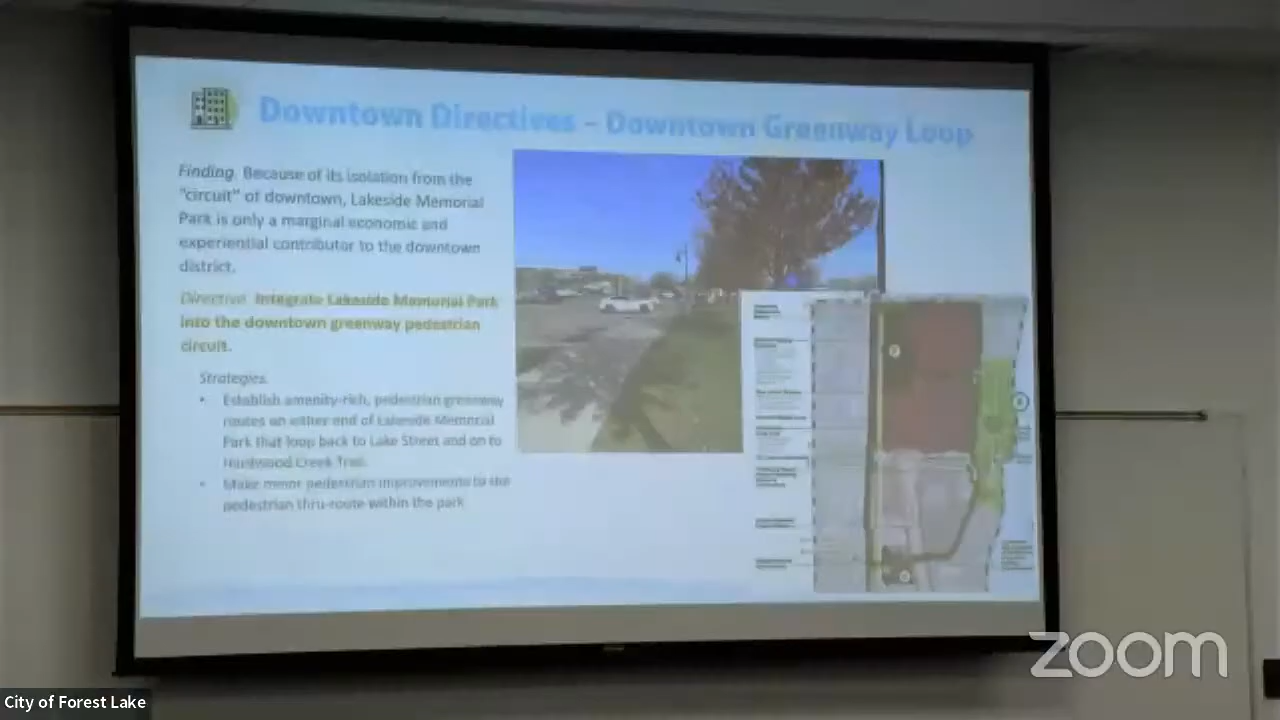 Downtown Directives – Downtown Greenway Loop
Finding. Because of its isolation from the
"circuit" of downtown, Lakeside Memorial
Park is only a marginal economic and
experiential contributor to the downtown
district.
Directive. Integrate Lakeside Memorial Park
into the downtown greenway pedestrian
circuit.
Strategies.
• Establish amenity-rich, pedestrian greenway
routes on either end of Lakeside Memorial
Park that loop back to Lake Street and on to
Hardwood Creek Trail.
• Make minor pedestrian improvements to the
pedestrian thru-route within the park
zoom
City of Forest Lake